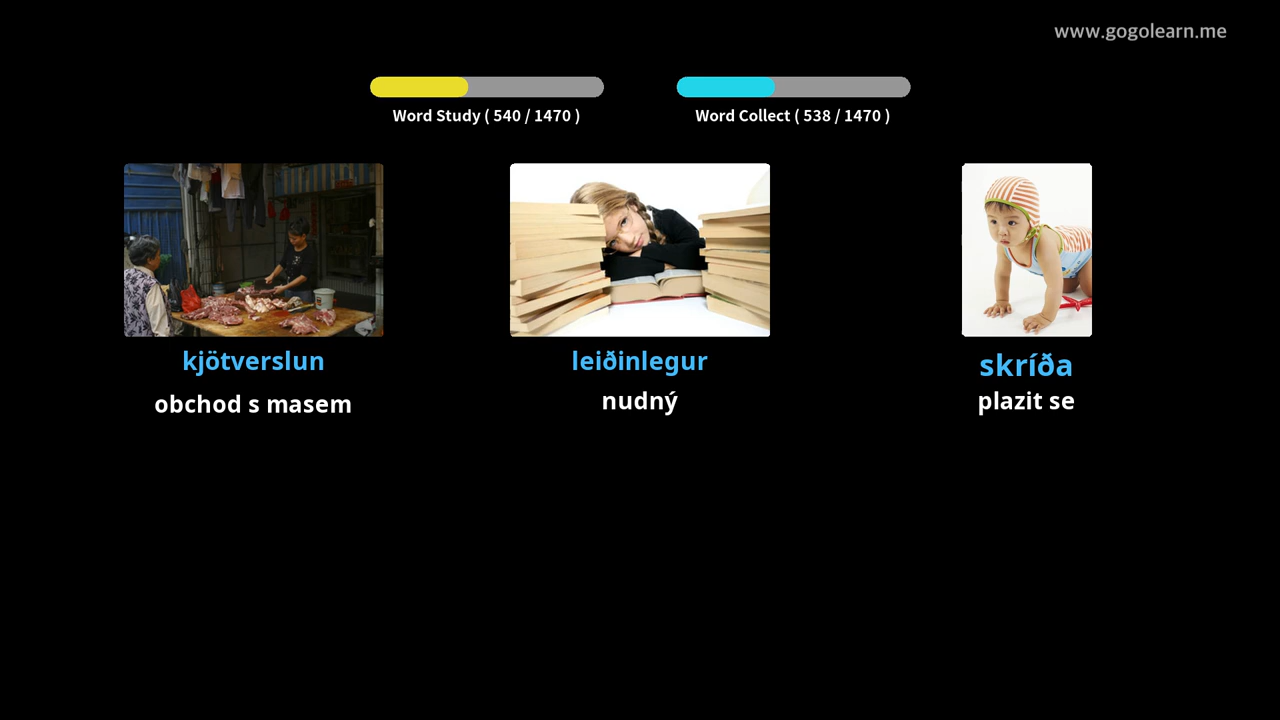 www.gogolearn.me
Word Study ( 540 / 1470 )
Word Collect ( 538 / 1470 )
kjötverslun
obchod s masem
leiðinlegur
nudný
skríða
plazit se